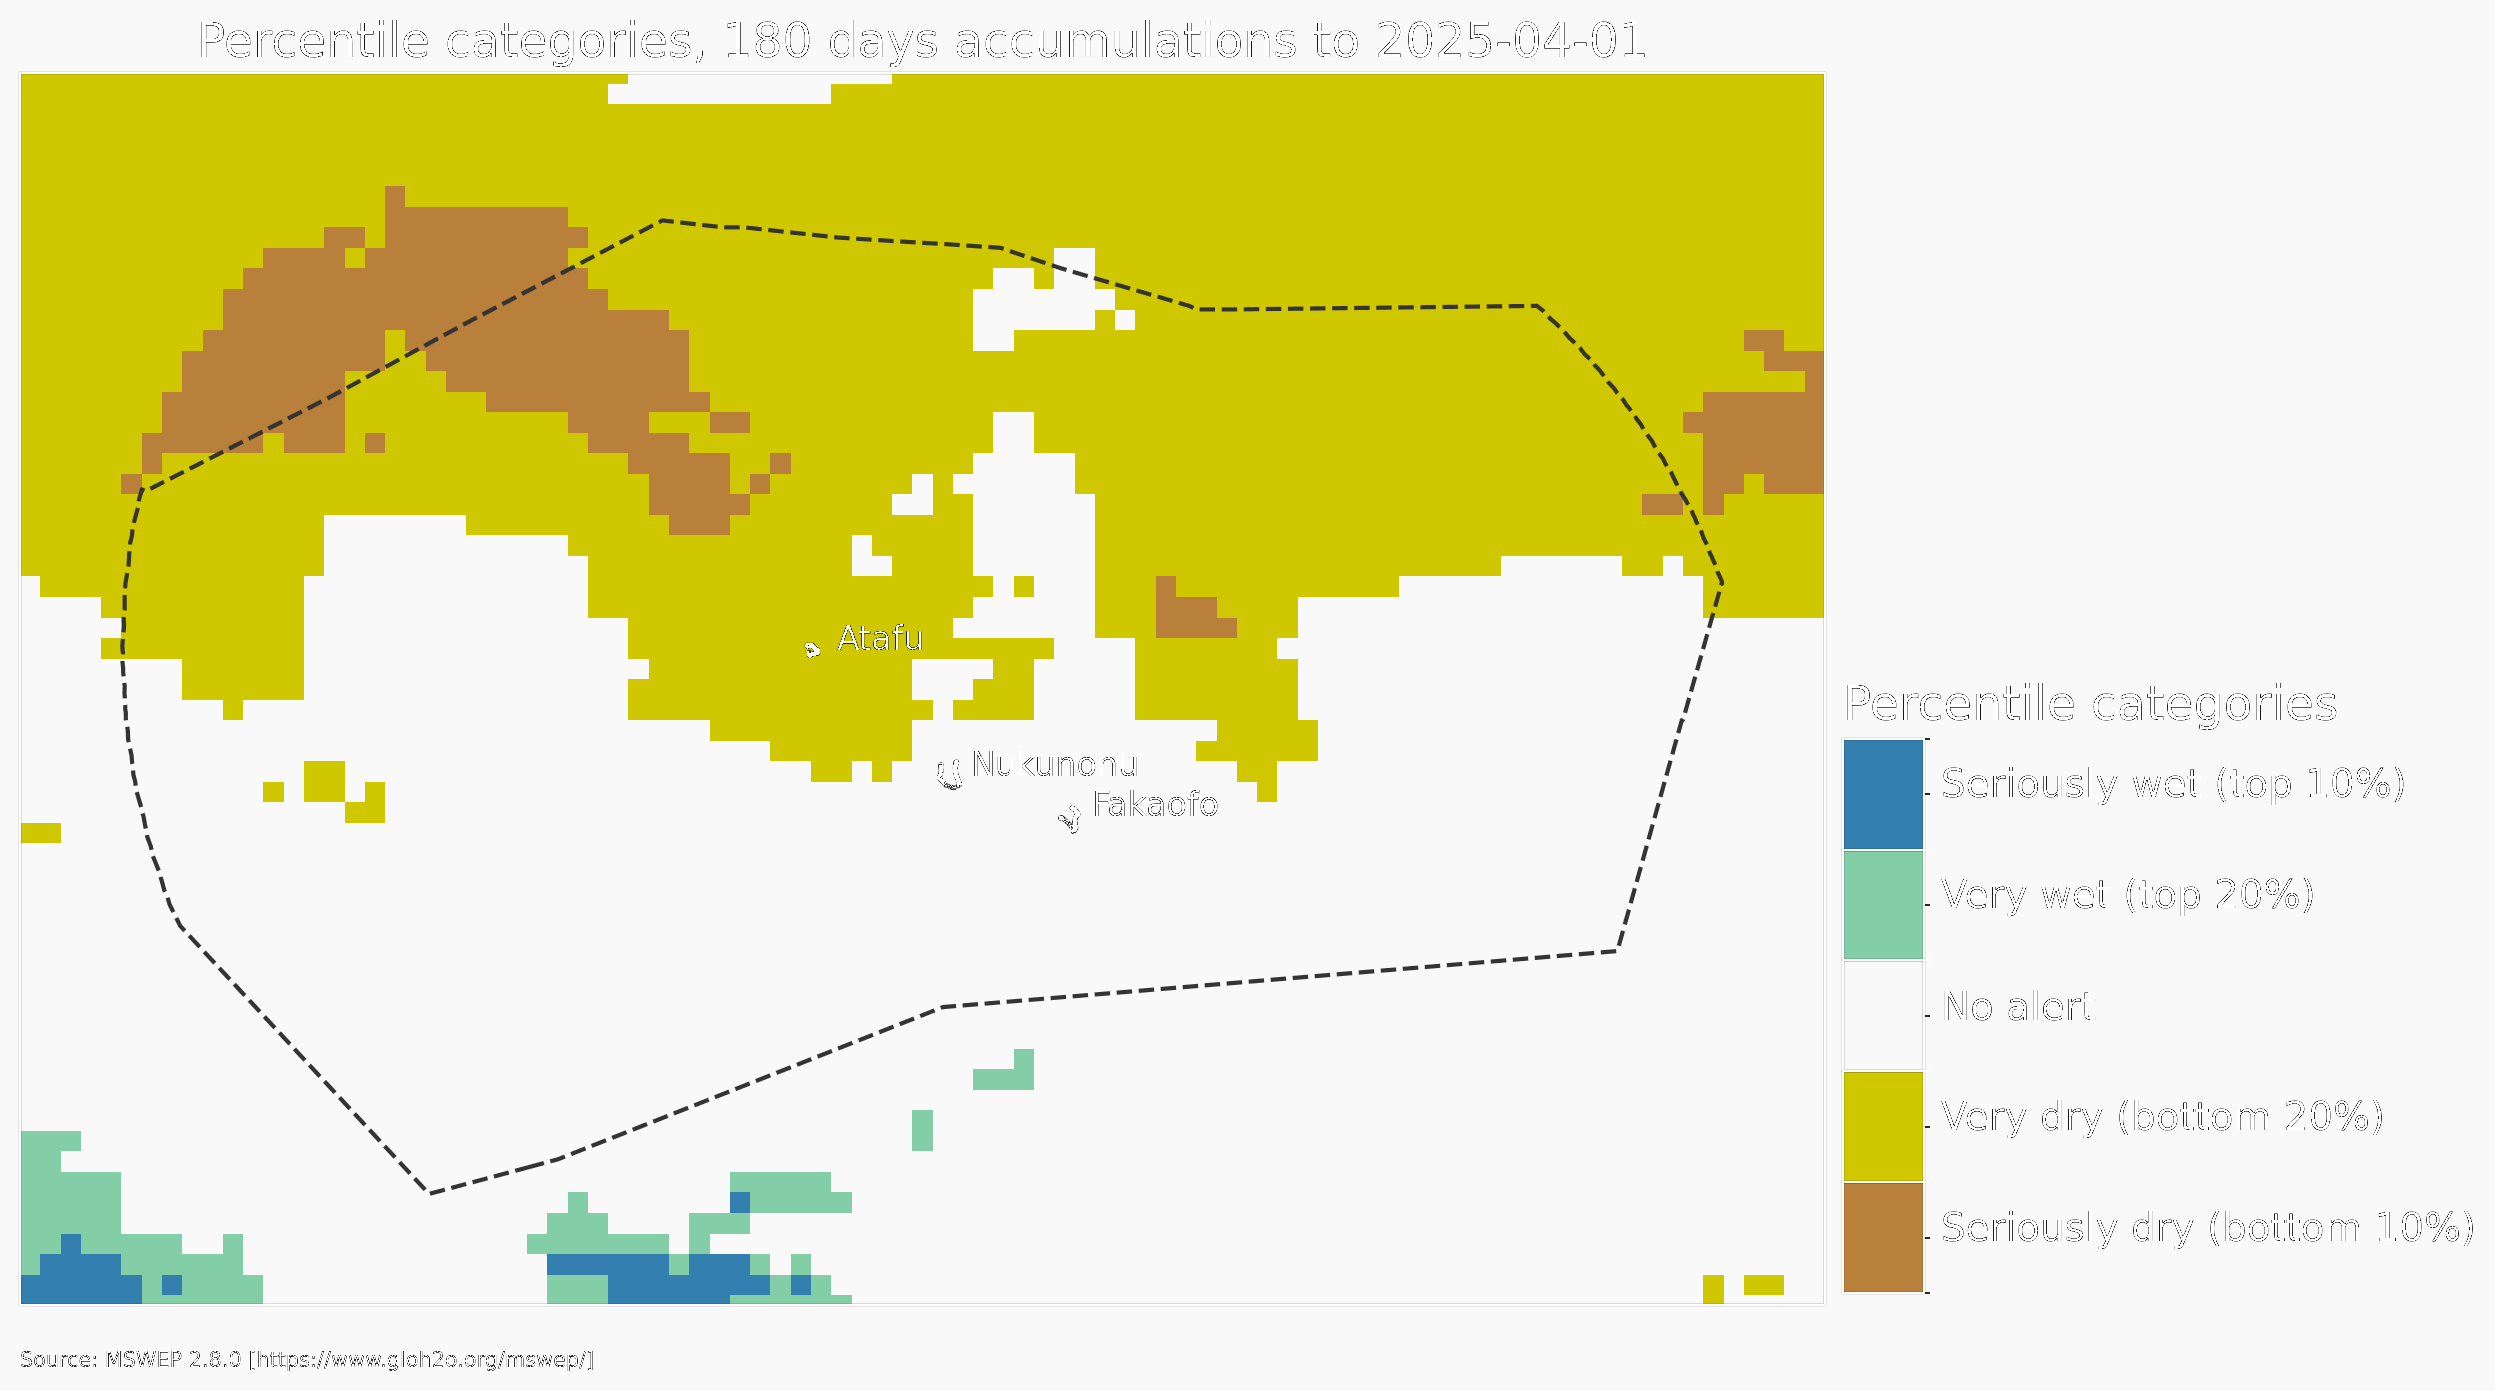 Percentile categories, 180 days accumulations to 2025-04-01
Atafu
Nukunonu
Fakaofo
Percentile categories
Seriously wet (top 10%)
Very wet (top 20%)
No alert
Very dry (bottom 20%)
Seriously dry (bottom 10%)
Source: MSWEP 2.8.0 [https://www.gloh2o.org/mswep/]